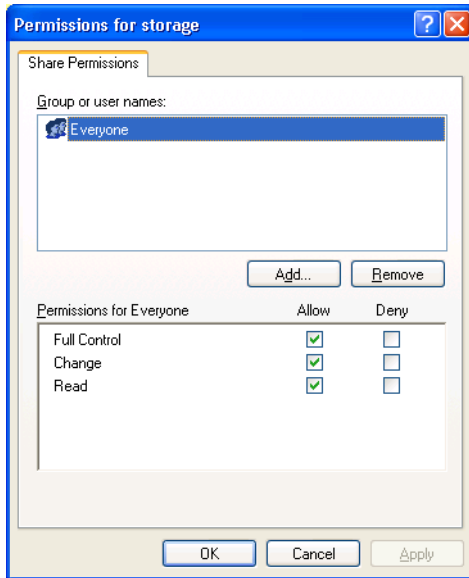 Permissions for storage
Share Permissions
Group or user names:
Everyone
Add... Remove
Permissions for Everyone Allow Deny
Full Control
Change
Read
OK Cancel Apply